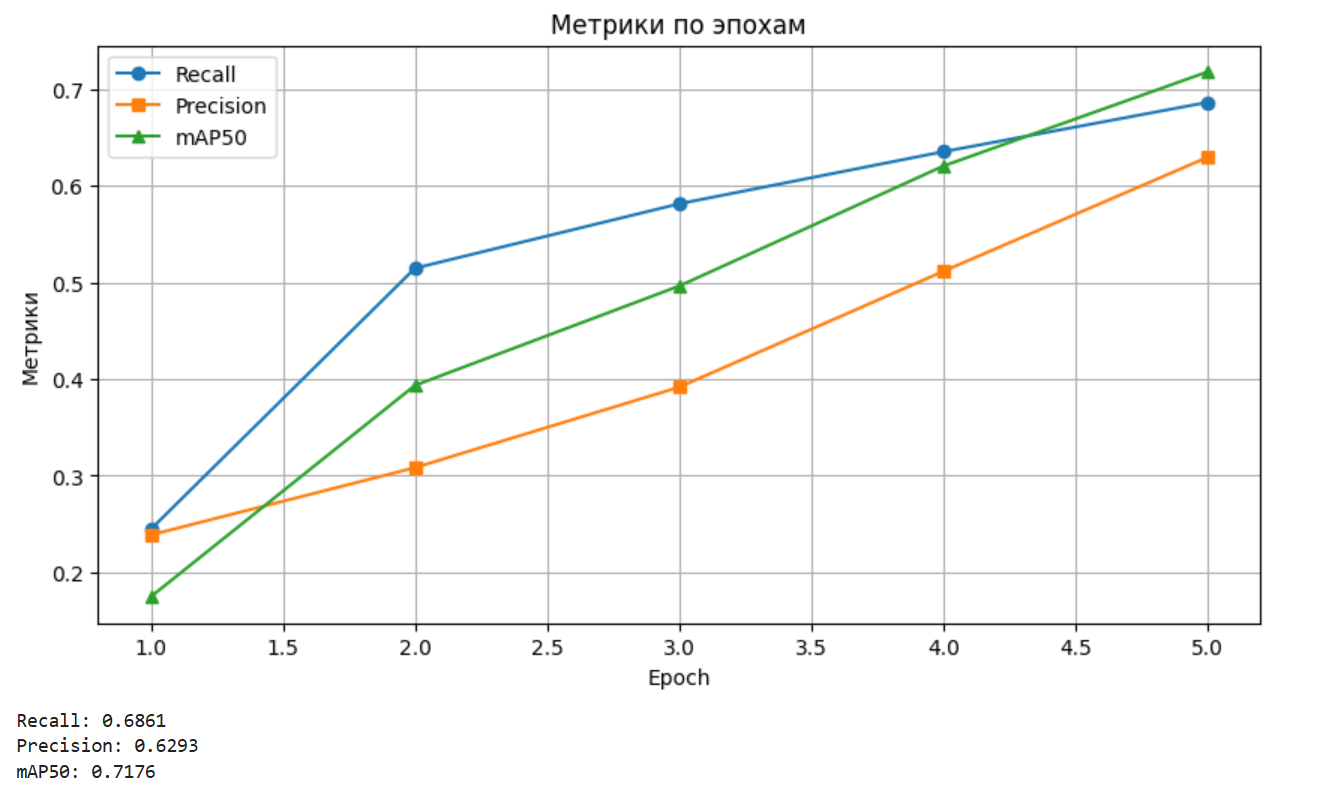 Метрики по эпохам
Recall
Precision
mAP50
0.7
0.6
0.5
0.4
0.3
0.2
Метрики
1.0 1.5 2.0 2.5 3.0 3.5 4.0 4.5 5.0
Epoch
Recall: 0.6861
Precision: 0.6293
mAP50: 0.7176